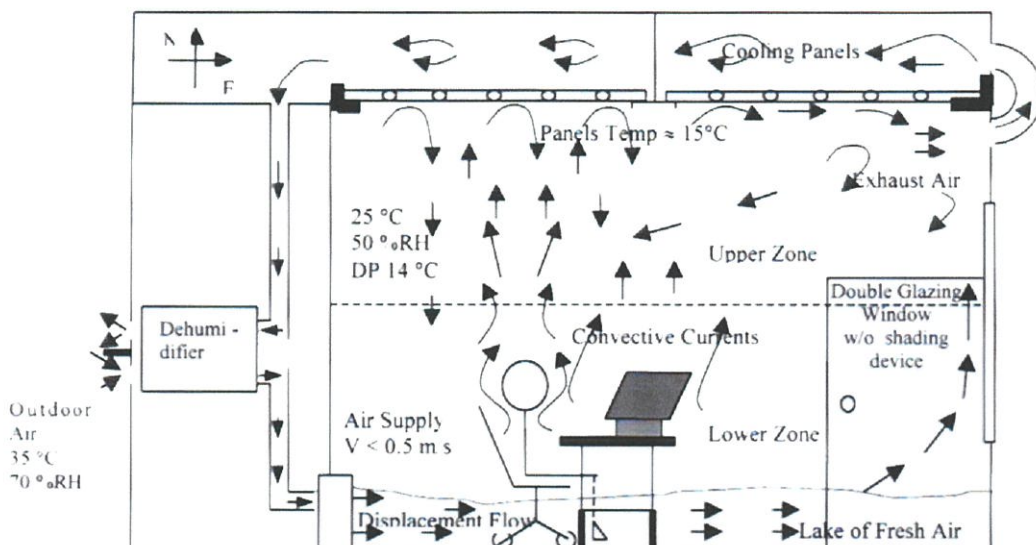 N
E
Cooling Panels
Panels Temp ≈ 15°C
Exhaust Air
25 °C
50 %RH
DP 14 °C
Upper Zone
Double Glazing
Window
w/o shading
device
Dehumi -
difier
Convective Currents
Outdoor
Air
35 °C
70 %RH
Air Supply
V < 0.5 m s
Lower Zone
Displacement Flow
Lake of Fresh Air